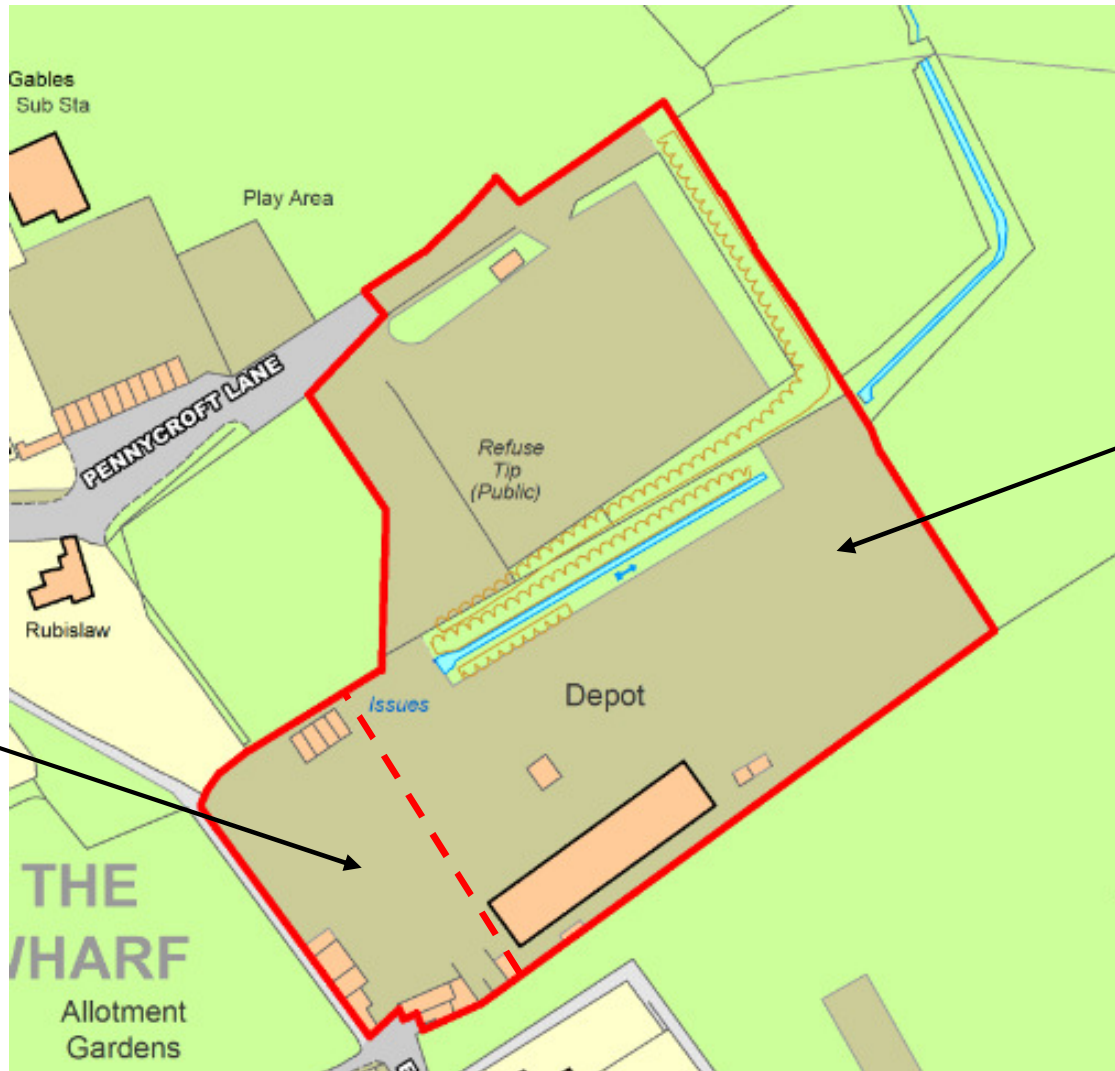 Gables
Sub Sta
Play Area
PENNYCROFT LANE
Refuse
Tip
(Public)
Rubislaw
Issues
Depot
THE
WHARF
Allotment
Gardens